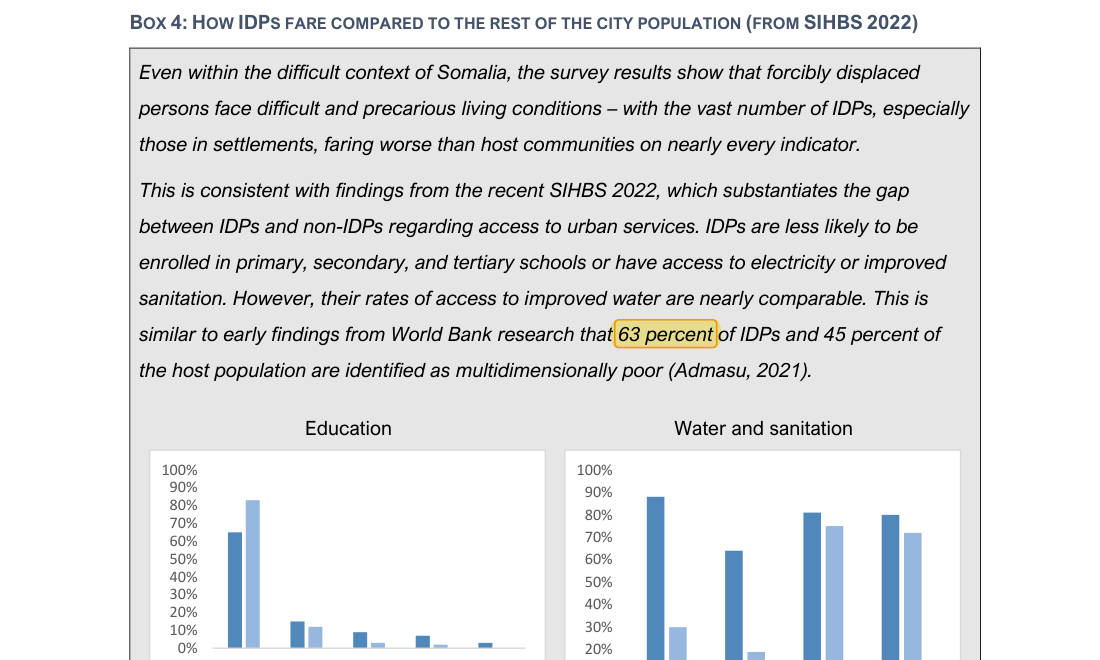 BOX 4: HOW IDPS FARE COMPARED TO THE REST OF THE CITY POPULATION (FROM SIHBS 2022)
Even within the difficult context of Somalia, the survey results show that forcibly displaced
persons face difficult and precarious living conditions – with the vast number of IDPs, especially
those in settlements, faring worse than host communities on nearly every indicator.
This is consistent with findings from the recent SIHBS 2022, which substantiates the gap
between IDPs and non-IDPs regarding access to urban services. IDPs are less likely to be
enrolled in primary, secondary, and tertiary schools or have access to electricity or improved
sanitation. However, their rates of access to improved water are nearly comparable. This is
similar to early findings from World Bank research that 63 percent of IDPs and 45 percent of
the host population are identified as multidimensionally poor (Admasu, 2021).
Education
100%
90%
80%
70%
60%
50%
40%
30%
20%
10%
0%
Water and sanitation
100%
90%
80%
70%
60%
50%
40%
30%
20%